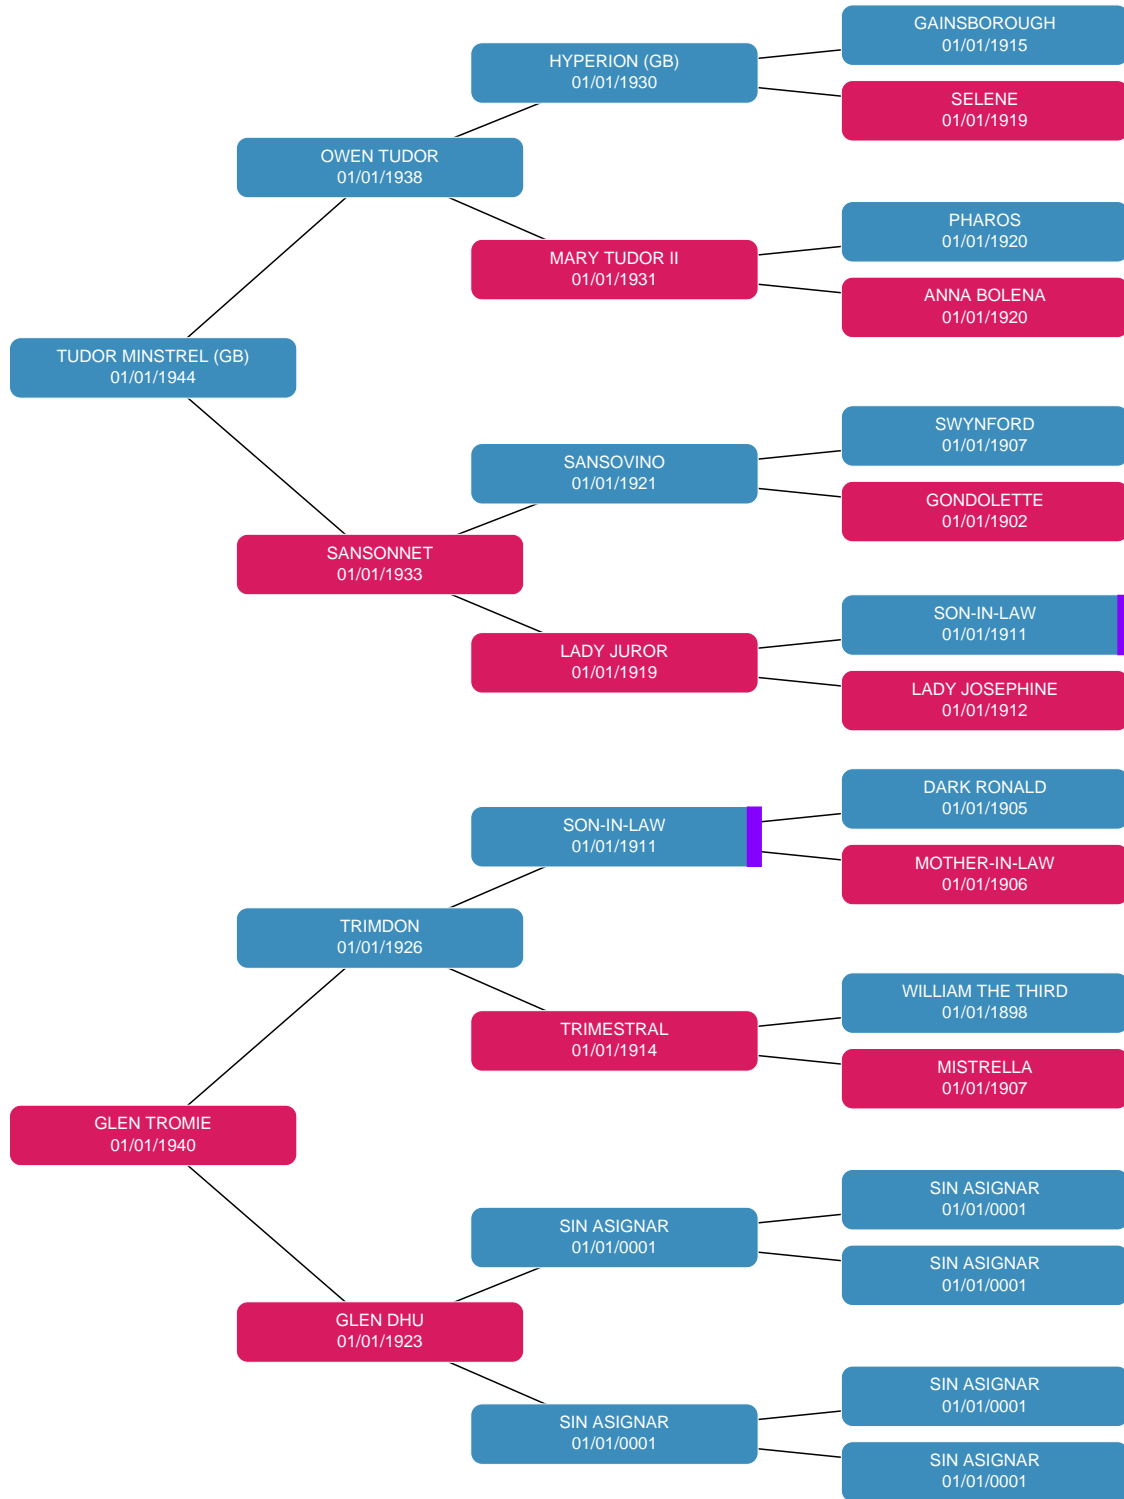 GAINSBOROUGH
01/01/1915
HYPERION (GB)
01/01/1930
SELENE
01/01/1919
OWEN TUDOR
01/01/1938
PHAROS
01/01/1920
MARY TUDOR II
01/01/1931
ANNA BOLENA
01/01/1920
TUDOR MINSTREL (GB)
01/01/1944
SWYNFORD
01/01/1907
SANSOVINO
01/01/1921
GONDOLETTE
01/01/1902
SANSONNET
01/01/1933
SON-IN-LAW
01/01/1911
LADY JUROR
01/01/1919
LADY JOSEPHINE
01/01/1912
DARK RONALD
01/01/1905
SON-IN-LAW
01/01/1911
MOTHER-IN-LAW
01/01/1906
TRIMDON
01/01/1926
WILLIAM THE THIRD
01/01/1898
TRIMESTRAL
01/01/1914
MISTRELLA
01/01/1907
GLEN TROMIE
01/01/1940
SIN ASIGNAR
01/01/0001
SIN ASIGNAR
01/01/0001
SIN ASIGNAR
01/01/0001
GLEN DHU
01/01/1923
SIN ASIGNAR
01/01/0001
SIN ASIGNAR
01/01/0001
SIN ASIGNAR
01/01/0001